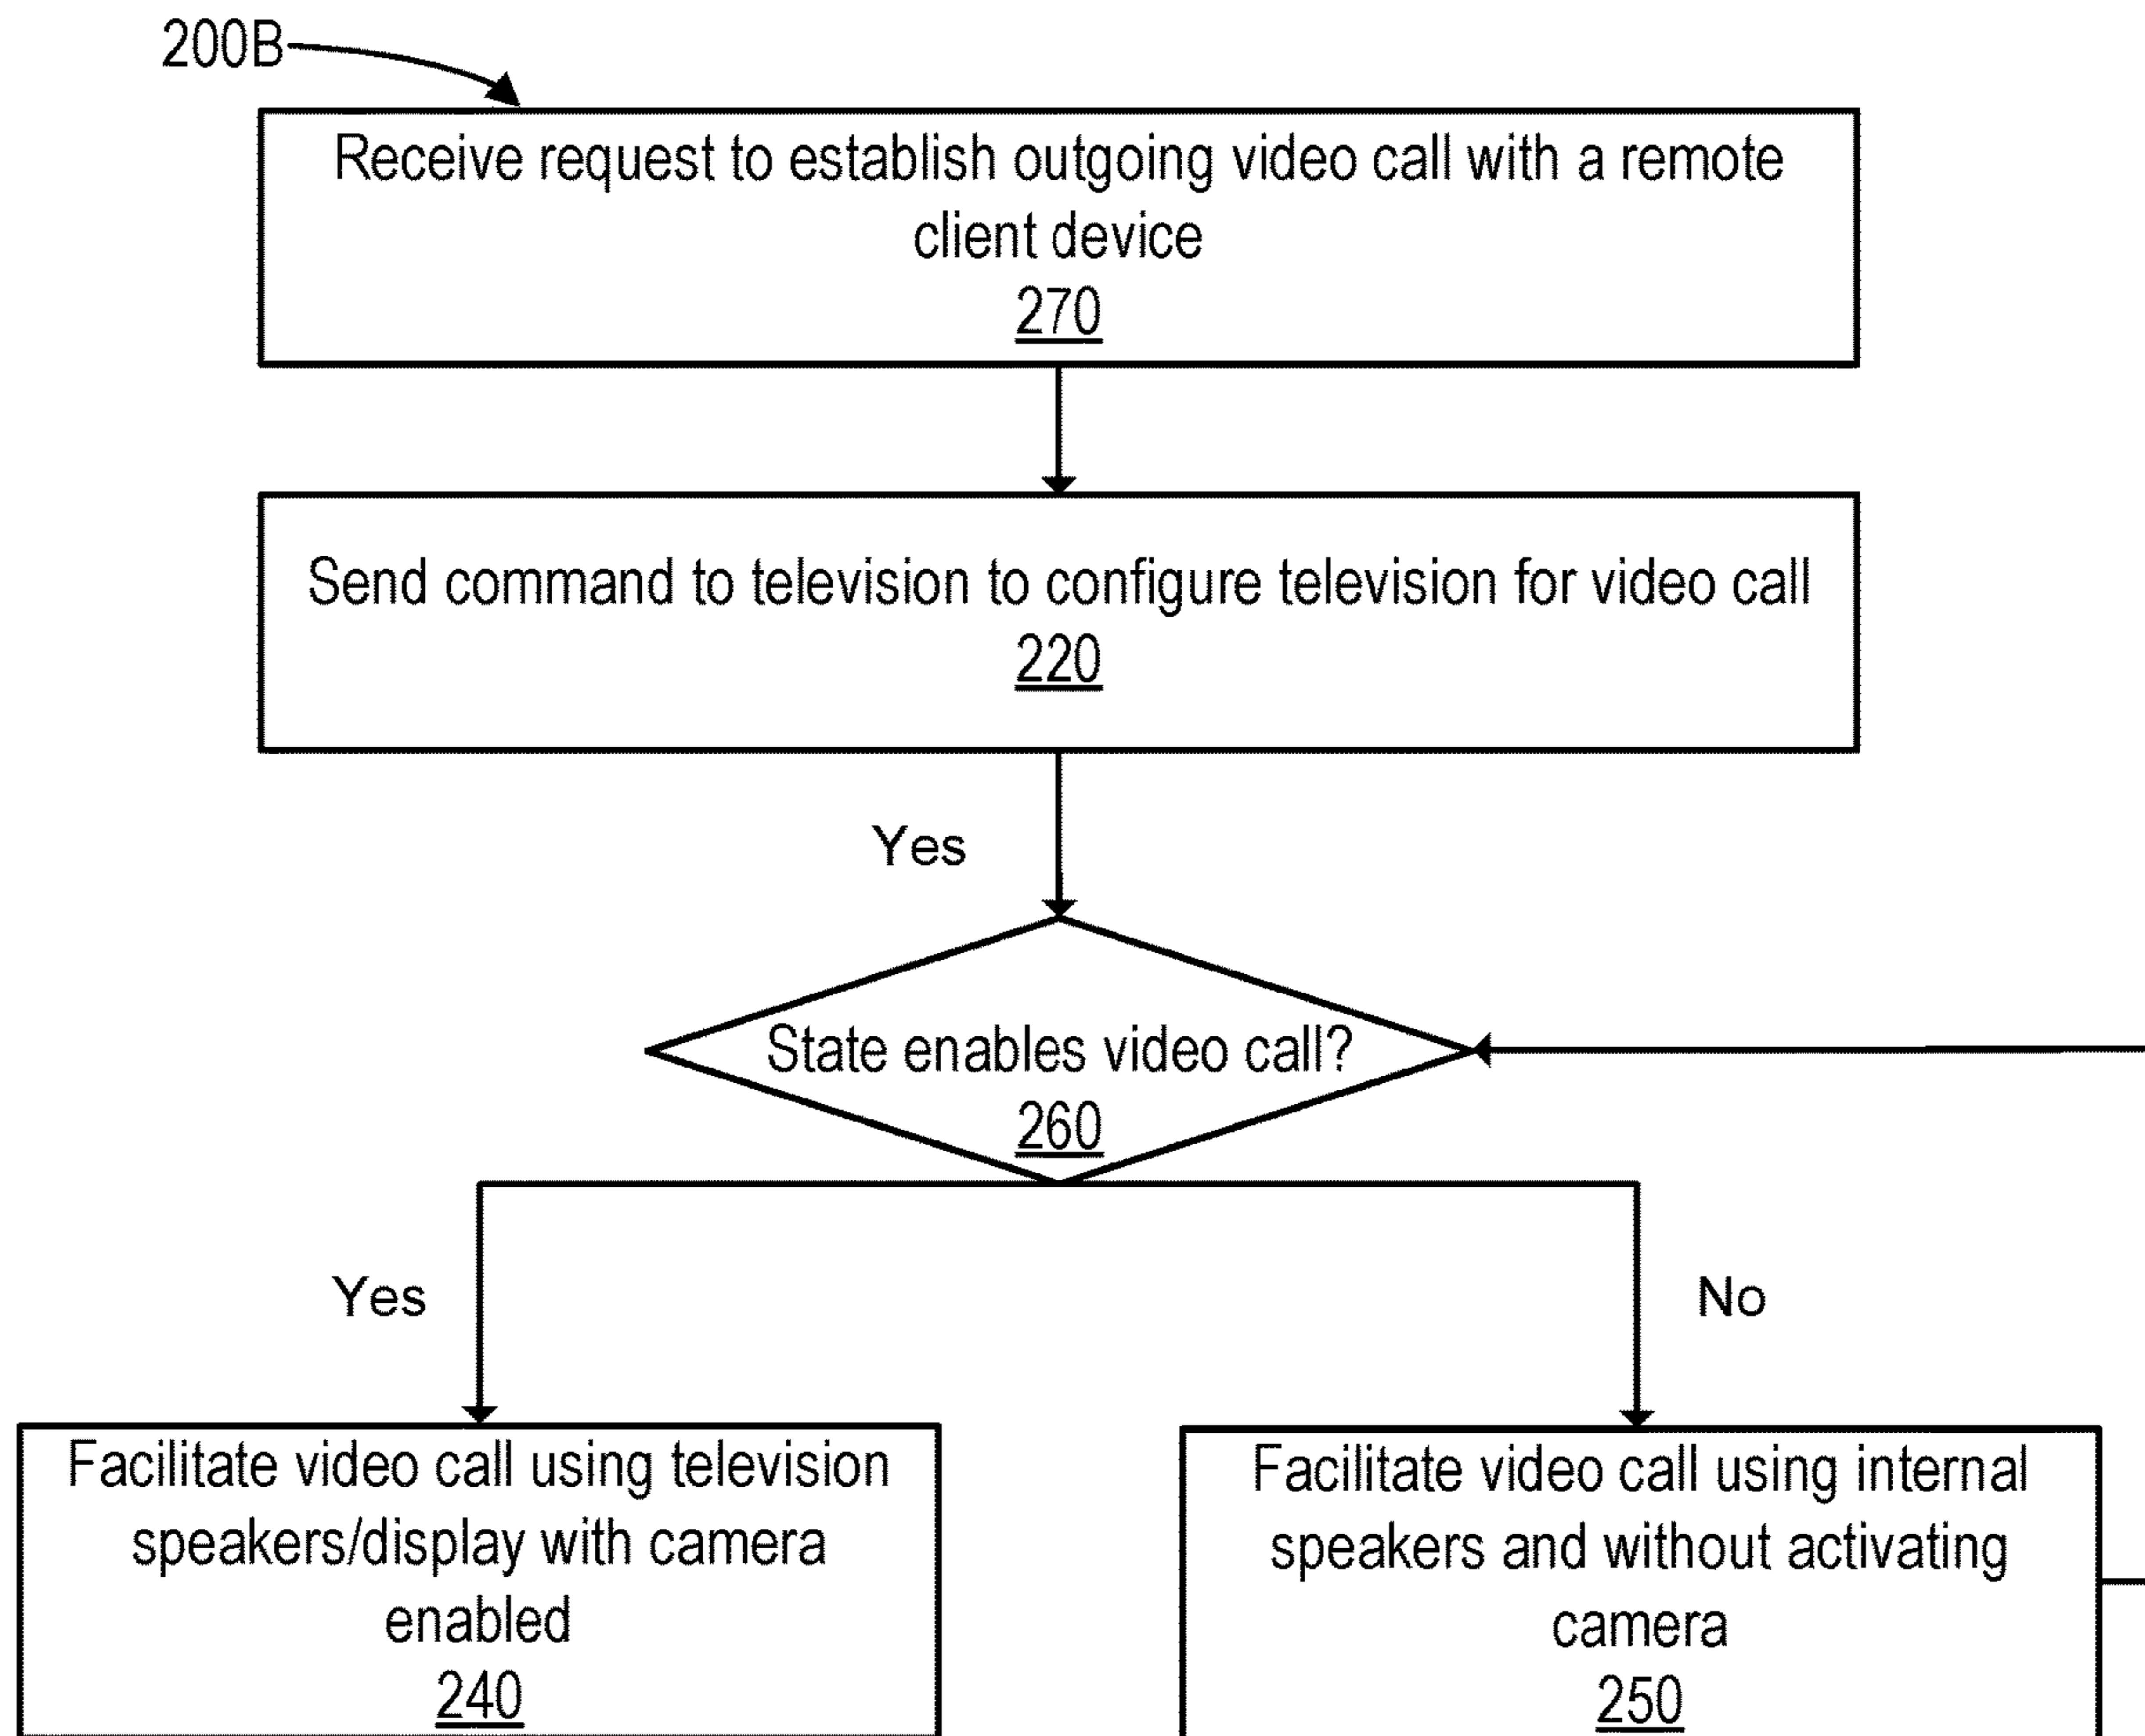 200B
Receive request to establish outgoing video call with a remote
client device
270
Send command to television to configure television for video call
220
Yes
State enables video call?
260
Yes
No
Facilitate video call using television
speakers/display with camera
enabled
240
Facilitate video call using internal
speakers and without activating
camera
250